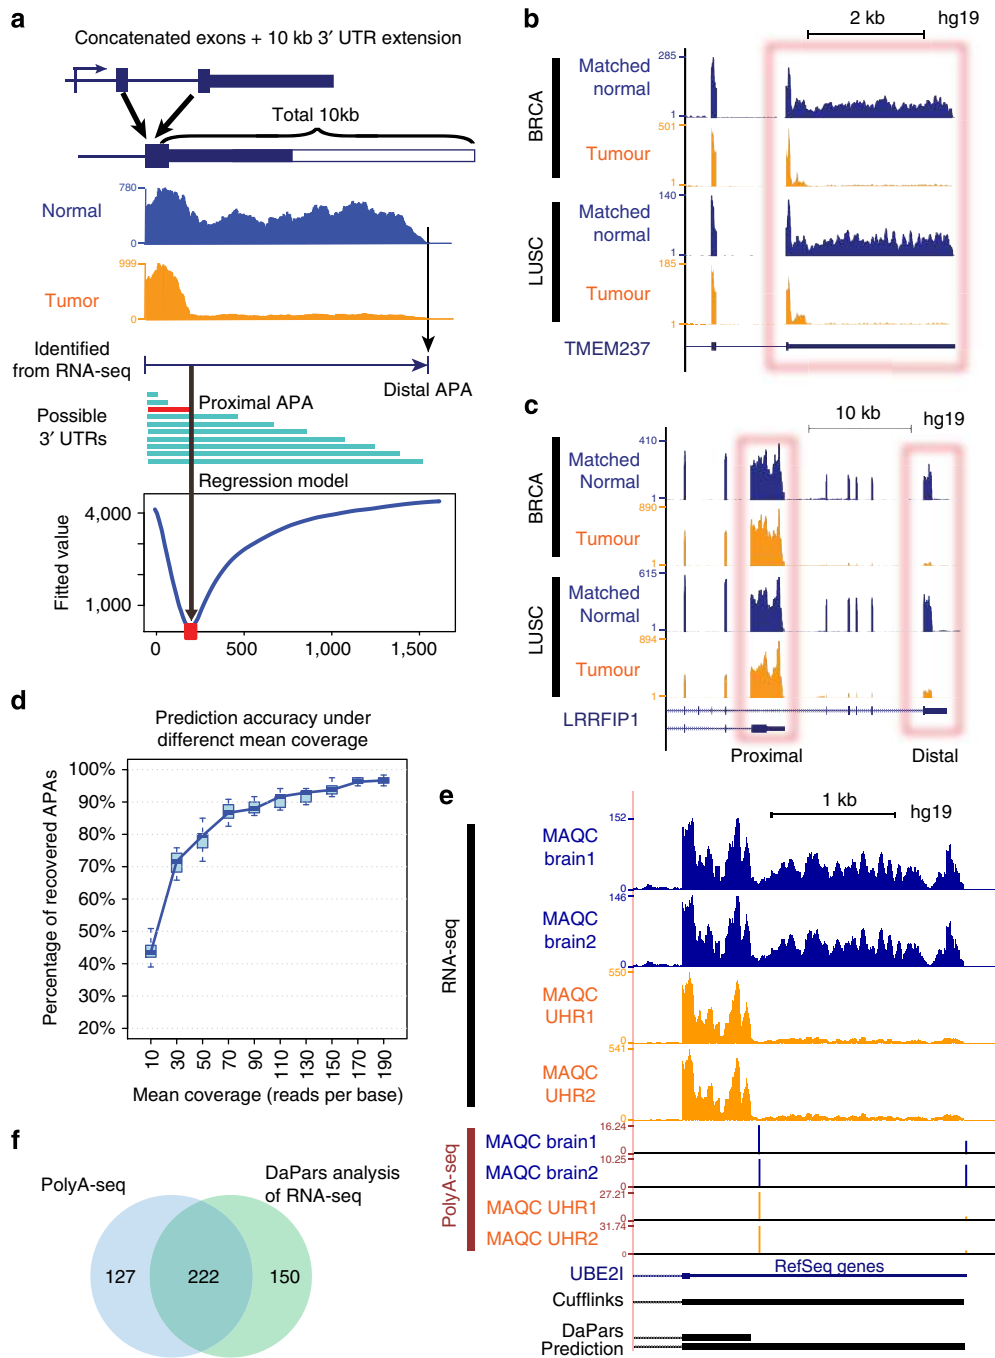 a
Concatenated exons + 10 kb 3′ UTR extension
Total 10kb
780
Normal
0
999
Tumor
0
Identified
from RNA-seq
Distal APA
Proximal APA
Possible
3′ UTRs
Regression model
4,000
1,000
Fitted value
0
500
1,000
1,500
b
2 kb
hg19
BRCA
285
Matched
normal
1
501
Tumour
1
LUSC
140
Matched
normal
1
185
Tumour
1
TMEM237
c
10 kb
hg19
BRCA
410
Matched
Normal
1
890
Tumour
1
LUSC
615
Matched
Normal
1
894
Tumour
1
LRRFIP1
Proximal
Distal
d
Prediction accuracy under
differenct mean coverage
Percentage of recovered APAs
100%
90%
80%
70%
60%
50%
40%
30%
20%
10
30
50
70
90
110
130
150
170
190
Mean coverage (reads per base)
e
1 kb
hg19
RNA-seq
152
MAQC
brain1
0
146
MAQC
brain2
0
550
MAQC
UHR1
0
541
MAQC
UHR2
0
PolyA-seq
16.24
MAQC brain1
0
10.25
MAQC brain2
0
27.21
MAQC UHR1
0
31.74
MAQC UHR2
0
RefSeq genes
UBE2I
Cufflinks
DaPars
Prediction
f
PolyA-seq
DaPars analysis
of RNA-seq
127
222
150